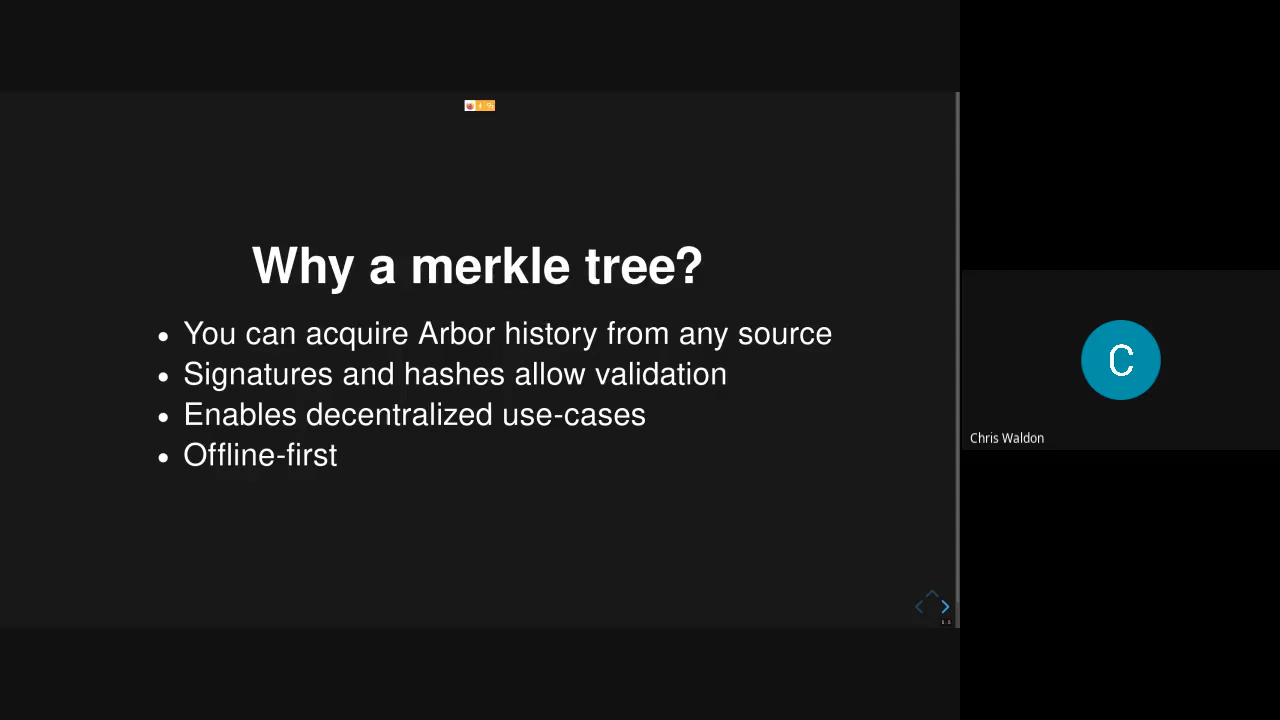 Why a merkle tree?
You can acquire Arbor history from any source
Signatures and hashes allow validation
Enables decentralized use-cases
Offline-first
C
Chris Waldon